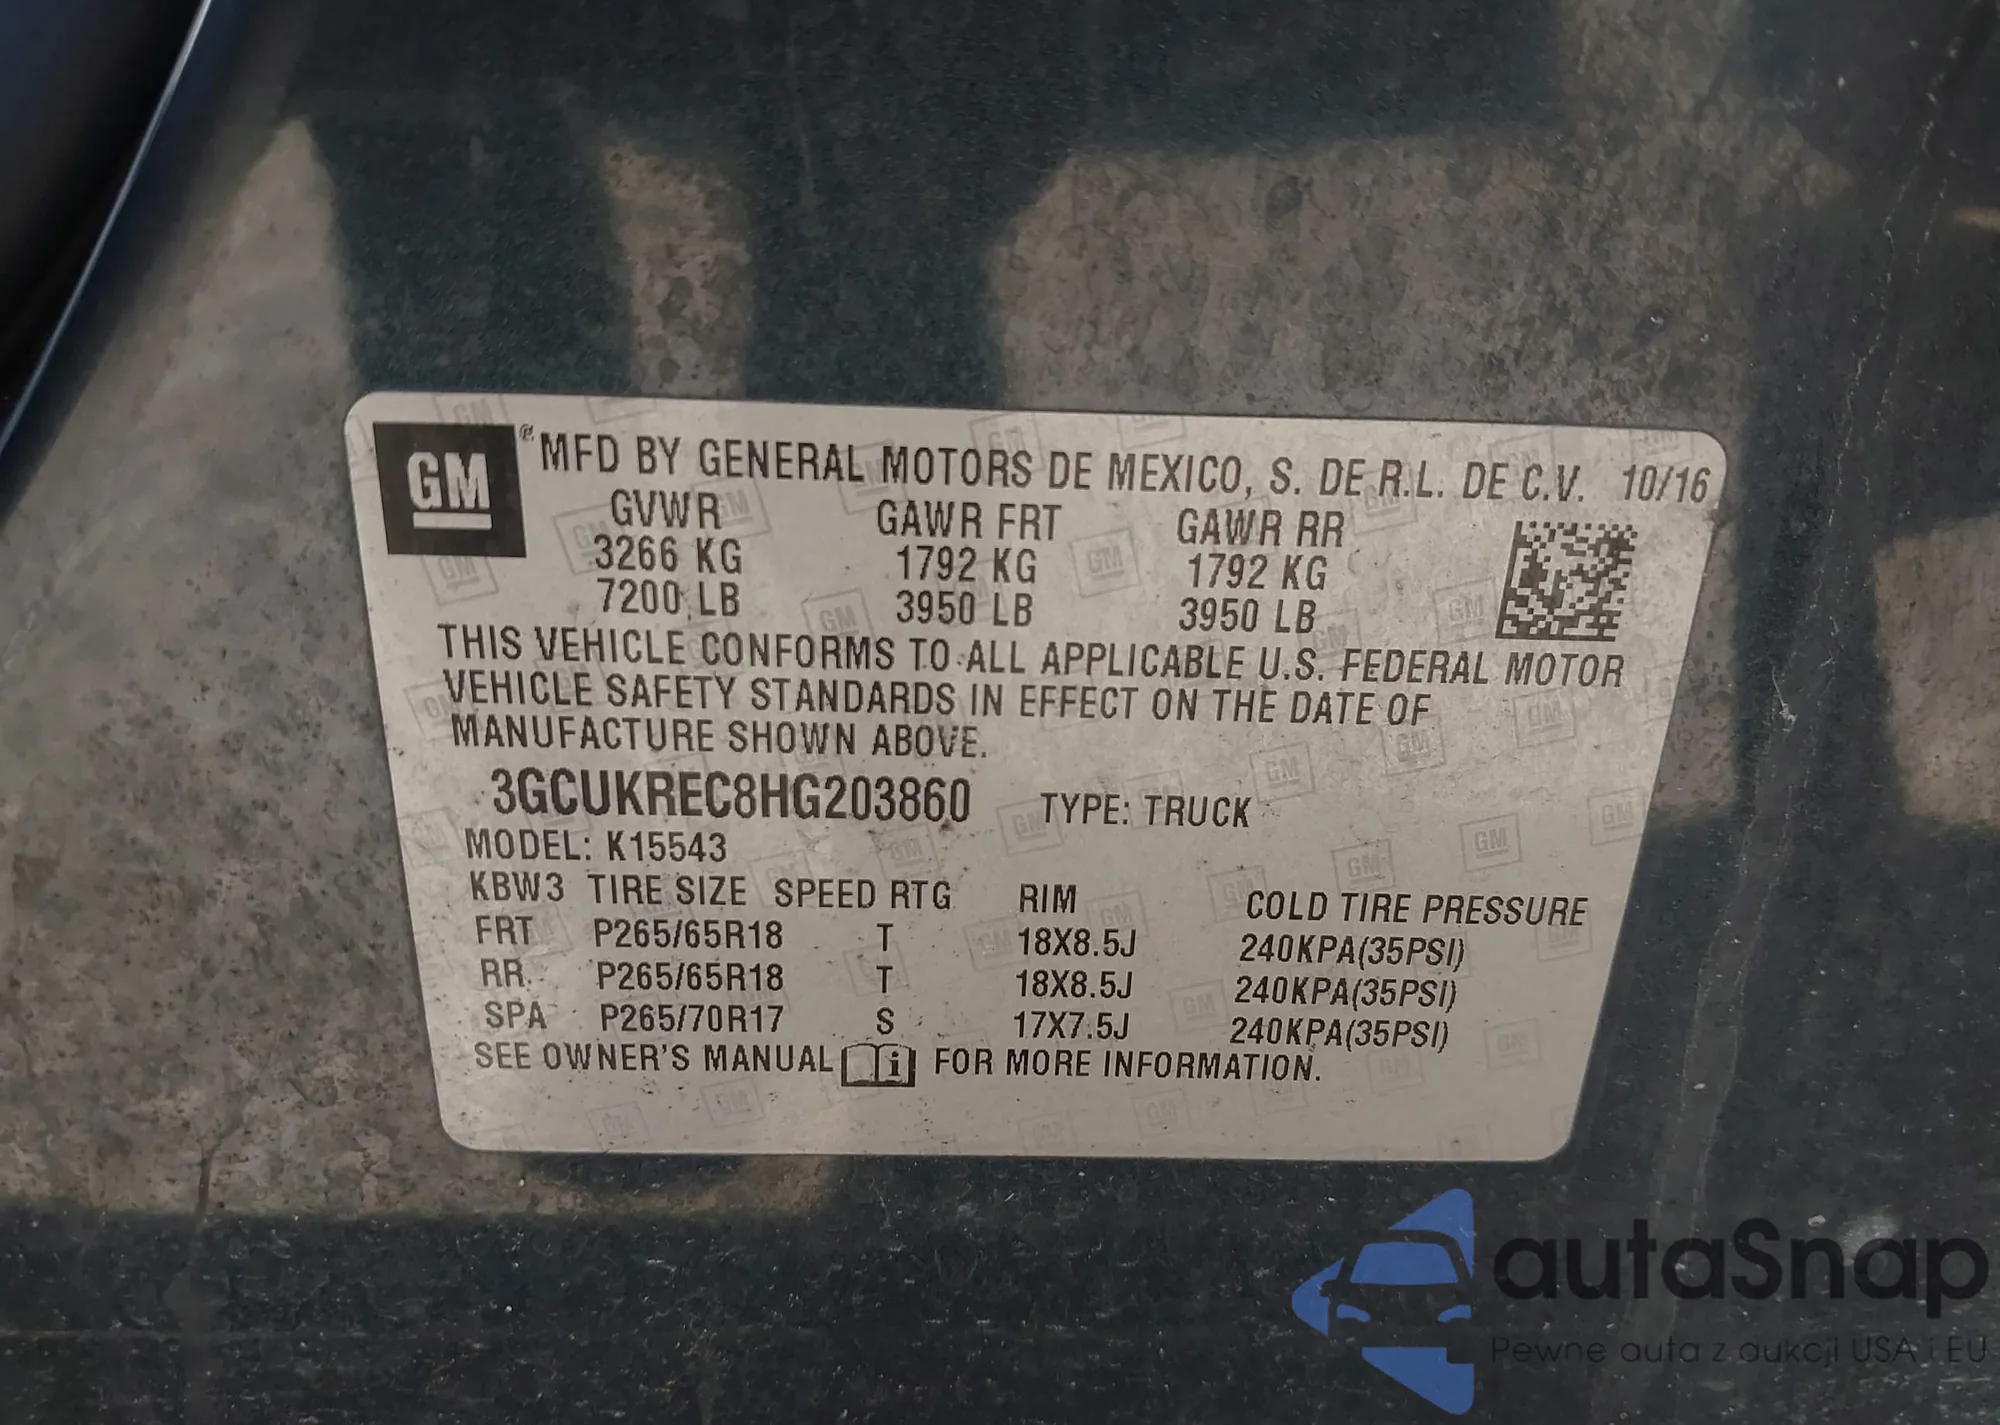 GM ® MFD BY GENERAL MOTORS DE MEXICO, S. DE R.L. DE C.V. 10/16
GVWR GAWR FRT GAWR RR
3266 KG 1792 KG 1792 KG
7200 LB 3950 LB 3950 LB
THIS VEHICLE CONFORMS TO ALL APPLICABLE U.S. FEDERAL MOTOR
VEHICLE SAFETY STANDARDS IN EFFECT ON THE DATE OF
MANUFACTURE SHOWN ABOVE.
3GCUKREC8HG203860 TYPE: TRUCK
MODEL: K15543
KBW3 TIRE SIZE SPEED RTG RIM COLD TIRE PRESSURE
FRT P265/65R18 T 18X8.5J 240KPA(35PSI)
RR P265/65R18 T 18X8.5J 240KPA(35PSI)
SPA P265/70R17 S 17X7.5J 240KPA(35PSI)
SEE OWNER'S MANUAL i FOR MORE INFORMATION.
autaSnap
Pewne auta z aukcji USA i EU